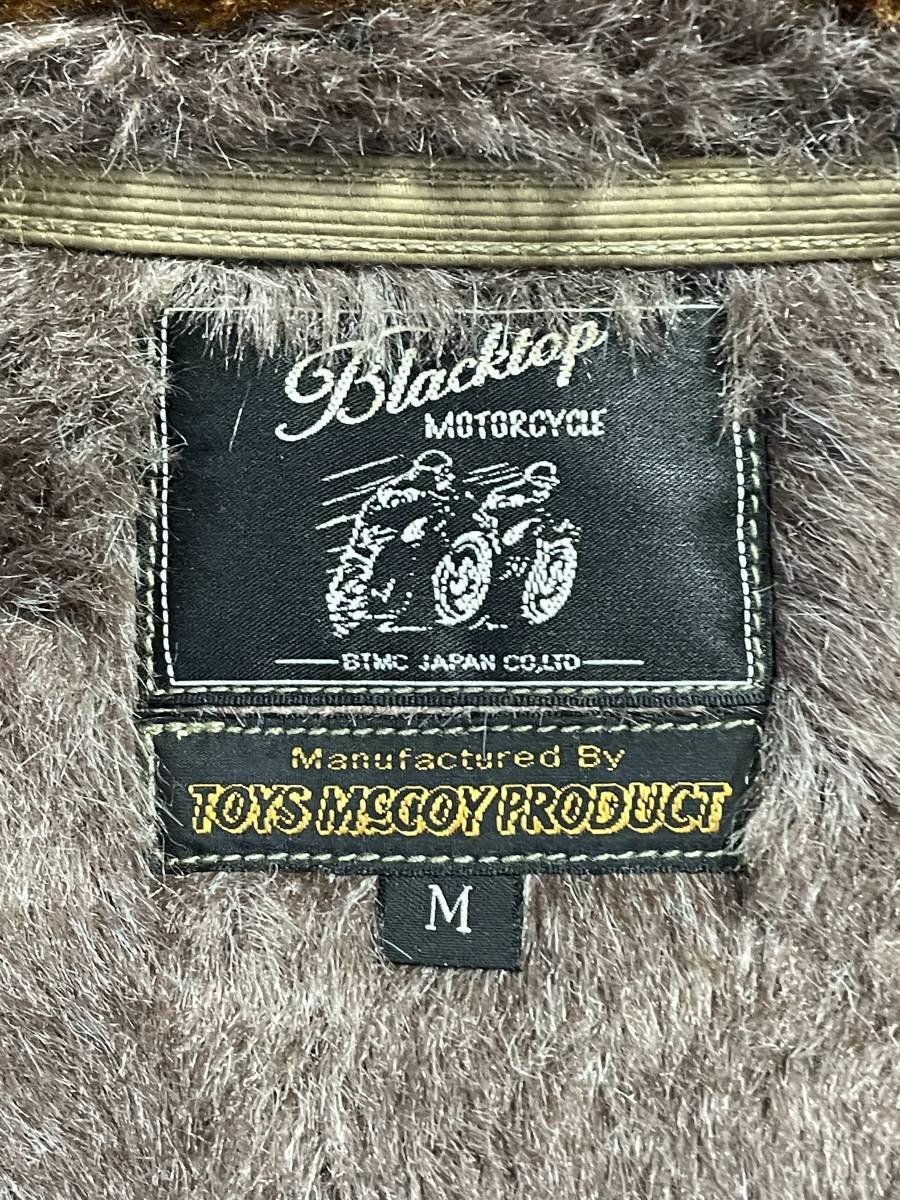 Blacktop
MOTORCYCLE
BTMC JAPAN CO,LTD
Manufactured By
TOYS McCOY PRODUCT
M